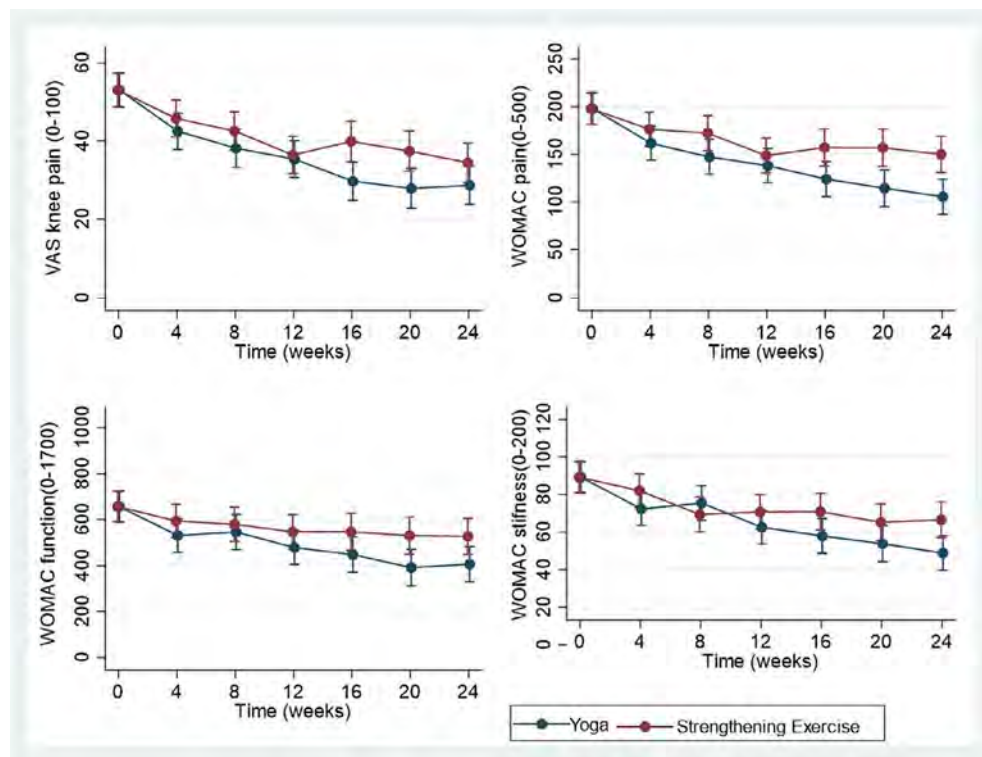 VAS knee pain (0-100)
60
40
20
0
0 4 8 12 16 20 24
Time (weeks)
WOMAC pain(0-500)
250
200
150
100
50
0
0 4 8 12 16 20 24
Time (weeks)
WOMAC function(0-1700)
1000
800
600
400
200
0
0 4 8 12 16 20 24
Time (weeks)
WOMAC stifness(0-200)
120
100
80
60
40
20
0
0 4 8 12 16 20 24
Time (weeks)
Yoga Strengthening Exercise